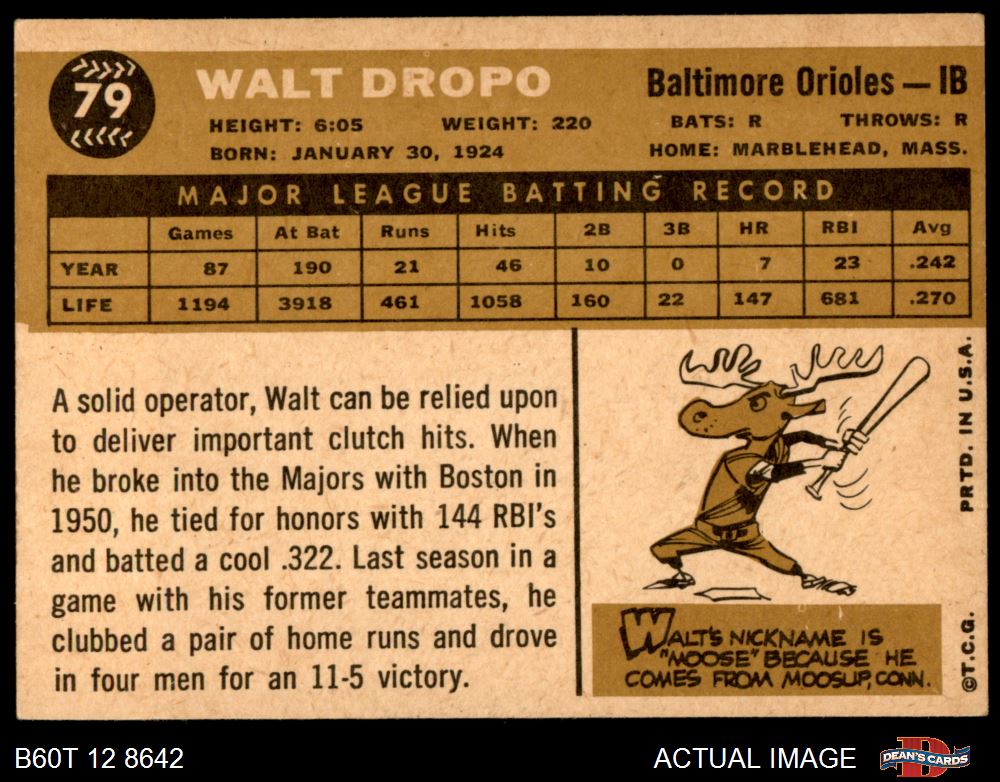 79
WALT DROPO
Baltimore Orioles — IB
HEIGHT: 6:05 WEIGHT: 220 BATS: R THROWS: R
BORN: JANUARY 30, 1924 HOME: MARBLEHEAD, MASS.
MAJOR LEAGUE BATTING RECORD
Games At Bat Runs Hits 2B 3B HR RBI Avg
YEAR 87 190 21 46 10 0 7 23 .242
LIFE 1194 3918 461 1058 160 22 147 681 .270
A solid operator, Walt can be relied upon
to deliver important clutch hits. When
he broke into the Majors with Boston in
1950, he tied for honors with 144 RBI's
and batted a cool .322. Last season in a
game with his former teammates, he
clubbed a pair of home runs and drove
in four men for an 11-5 victory.
WALT'S NICKNAME IS
"MOOSE" BECAUSE HE
COMES FROM MOOSUP, CONN.
PRTD. IN U.S.A.
©T.C.G.
B60T 12 8642
ACTUAL IMAGE
DEAN'S CARDS